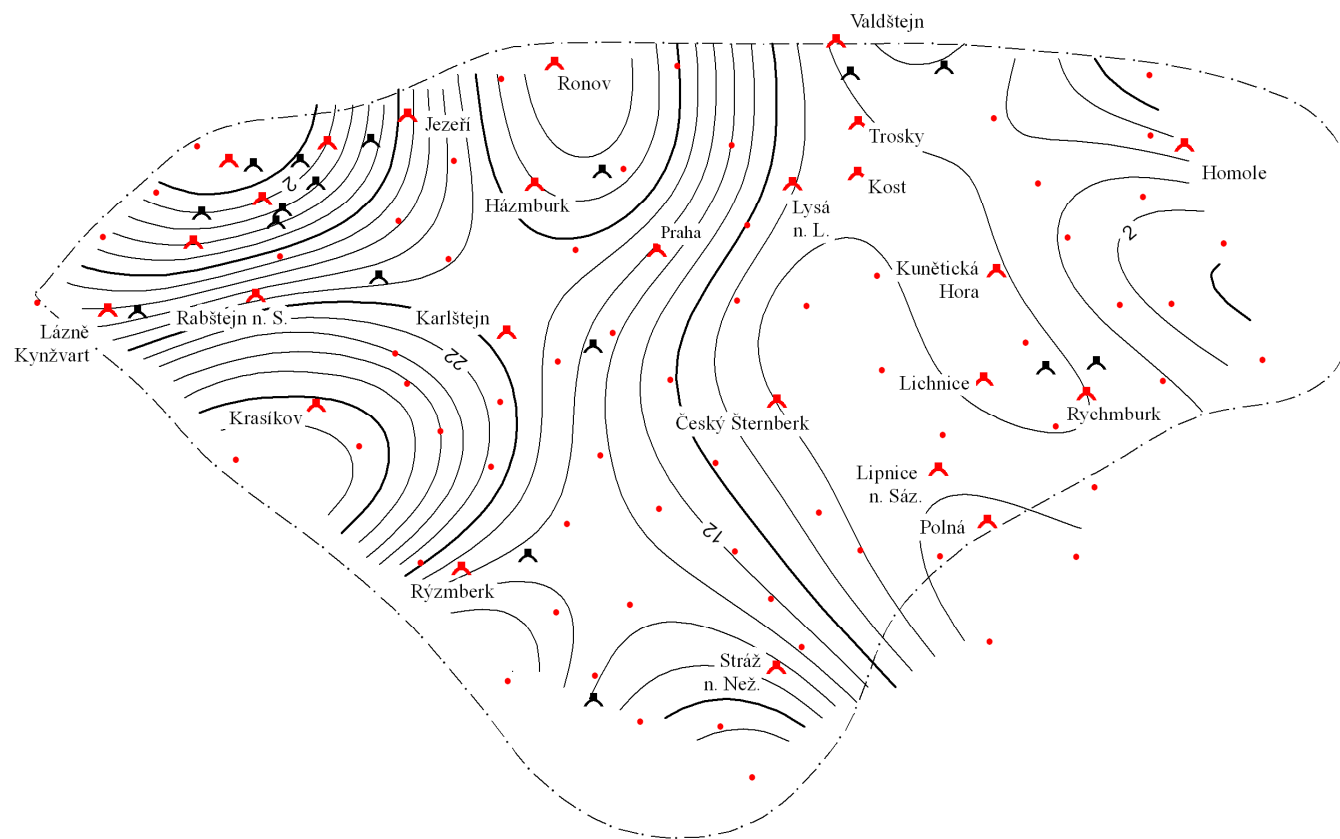 Valdštejn
Ronov
Jezeří
Trosky
Homole
2
Kost
Házmburk
Lysá
n. L.
2
Praha
Kunětická
Hora
Rabštejn n. S.
Karlštejn
Lázně
Kynžvart
22
Lichnice
Krasíkov
Český Šternberk
Rychmburk
Lipnice
n. Sáz.
Polná
12
Rýzmberk
Stráž
n. Než.